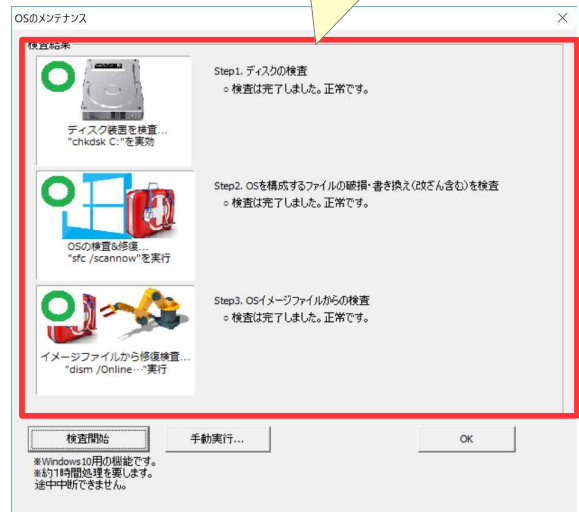 OSのメンテナンス
検査結果
Step1. ディスクの検査
○検査は完了しました。正常です。
ディスク装置を検査...
"chkdsk C:"を実効
Step2. OSを構成するファイルの破損・書き換え(改ざん含む)を検査
○検査は完了しました。正常です。
OSの検査&修復...
"sfc /scannow"を実行
Step3. OSイメージファイルからの検査
○検査は完了しました。正常です。
イメージファイルから修復検査...
"dism /Online…"実行
検査開始
手動実行...
OK
※Windows10用の機能です。
※約1時間処理を要します。
途中中断できません。